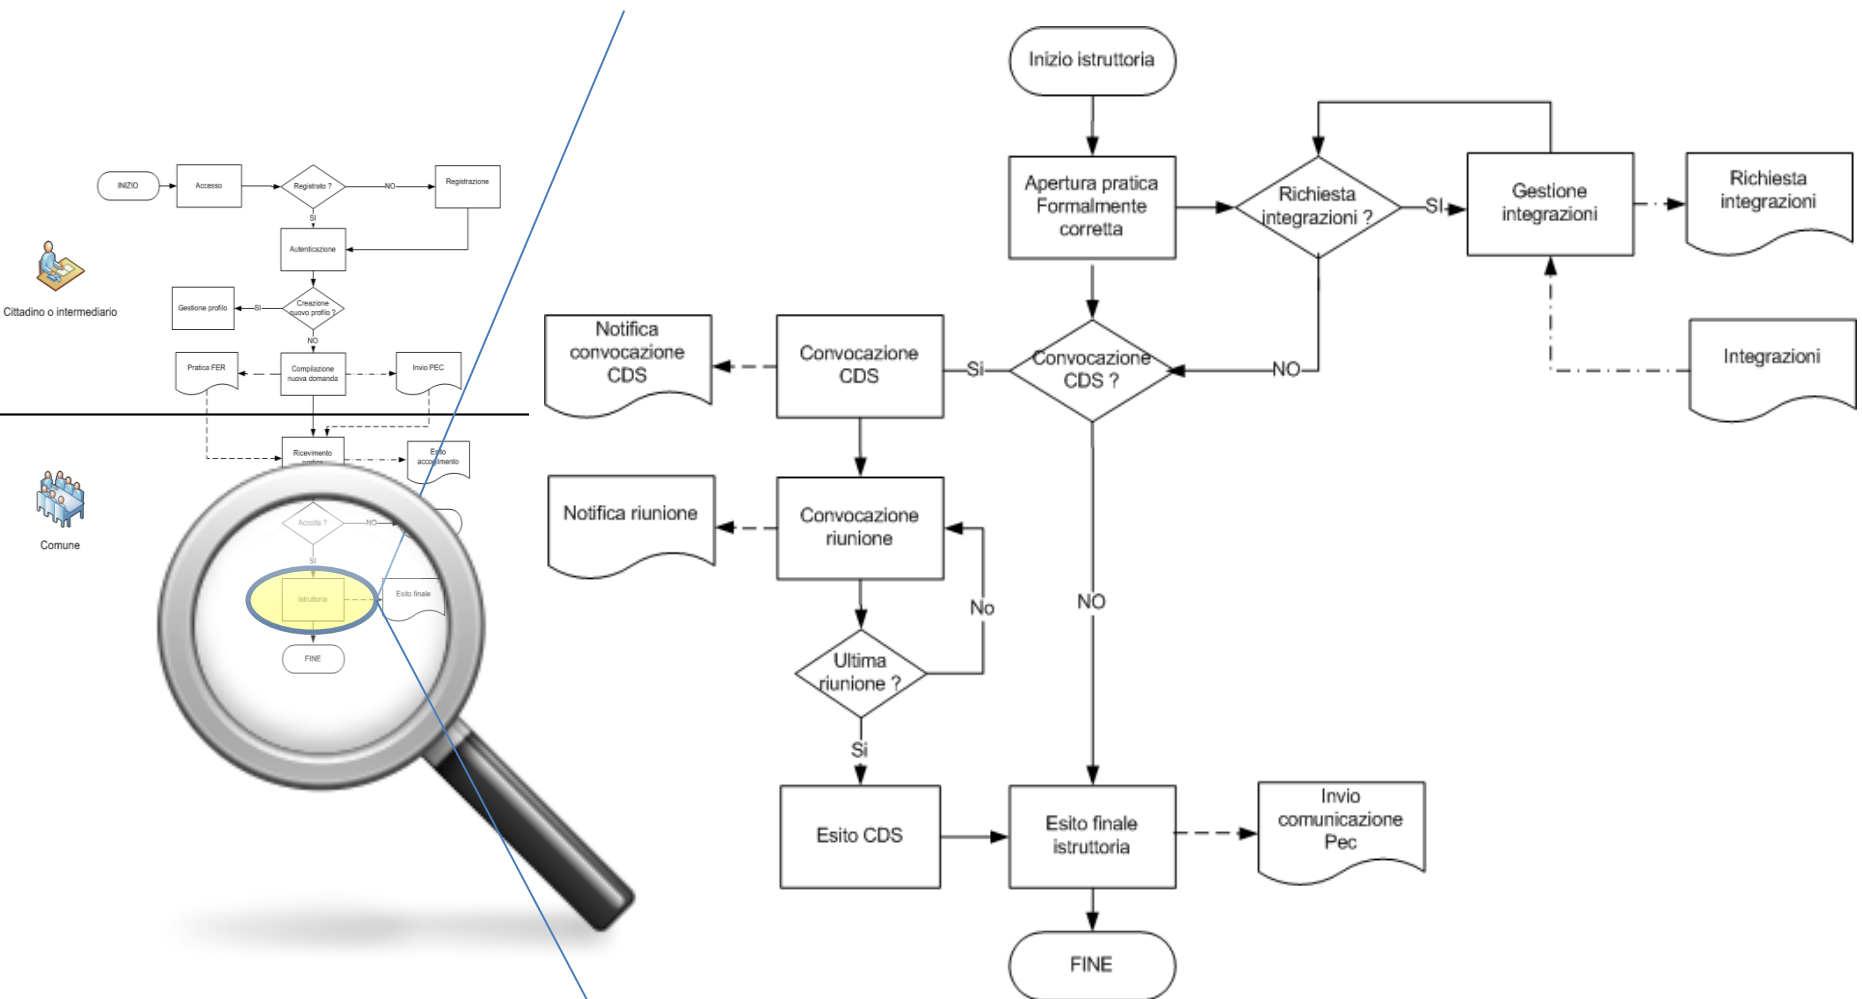 INIZIO
Accesso
Registrato ?
NO
Registrazione
SI
Autenticazione
Cittadino o intermediario
Gestione profilo
SI
Creazione
nuovo profilo ?
NO
Pratica FER
Compilazione
nuova domanda
Invio PEC
Ricevimento
pratica
Esito
accoglimento
Comune
Accolta ?
NO
SI
Istruttoria
Esito finale
FINE
Inizio istruttoria
Apertura pratica
Formalmente
corretta
Richiesta
integrazioni ?
SI
Gestione
integrazioni
Richiesta
integrazioni
Integrazioni
NO
Convocazione
CDS ?
Si
Convocazione
CDS
Notifica
convocazione
CDS
Convocazione
riunione
Notifica riunione
No
NO
Ultima
riunione ?
Si
Esito CDS
Esito finale
istruttoria
Invio
comunicazione
Pec
FINE